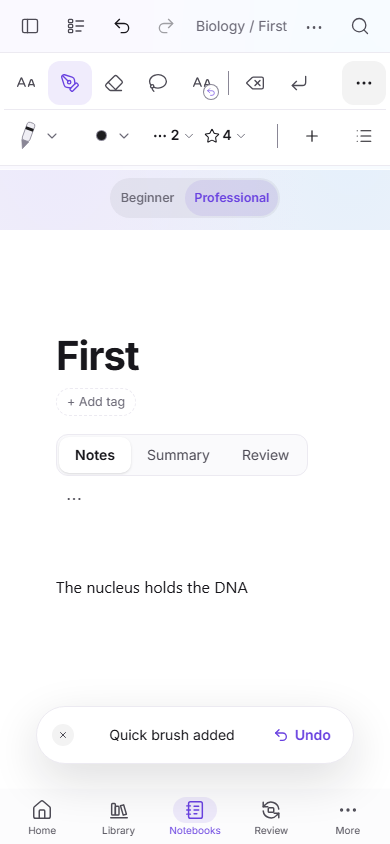 Biology / First
2
4
Beginner
Professional
First
+ Add tag
Notes
Summary
Review
The nucleus holds the DNA
Quick brush added
Undo
Home
Library
Notebooks
Review
More